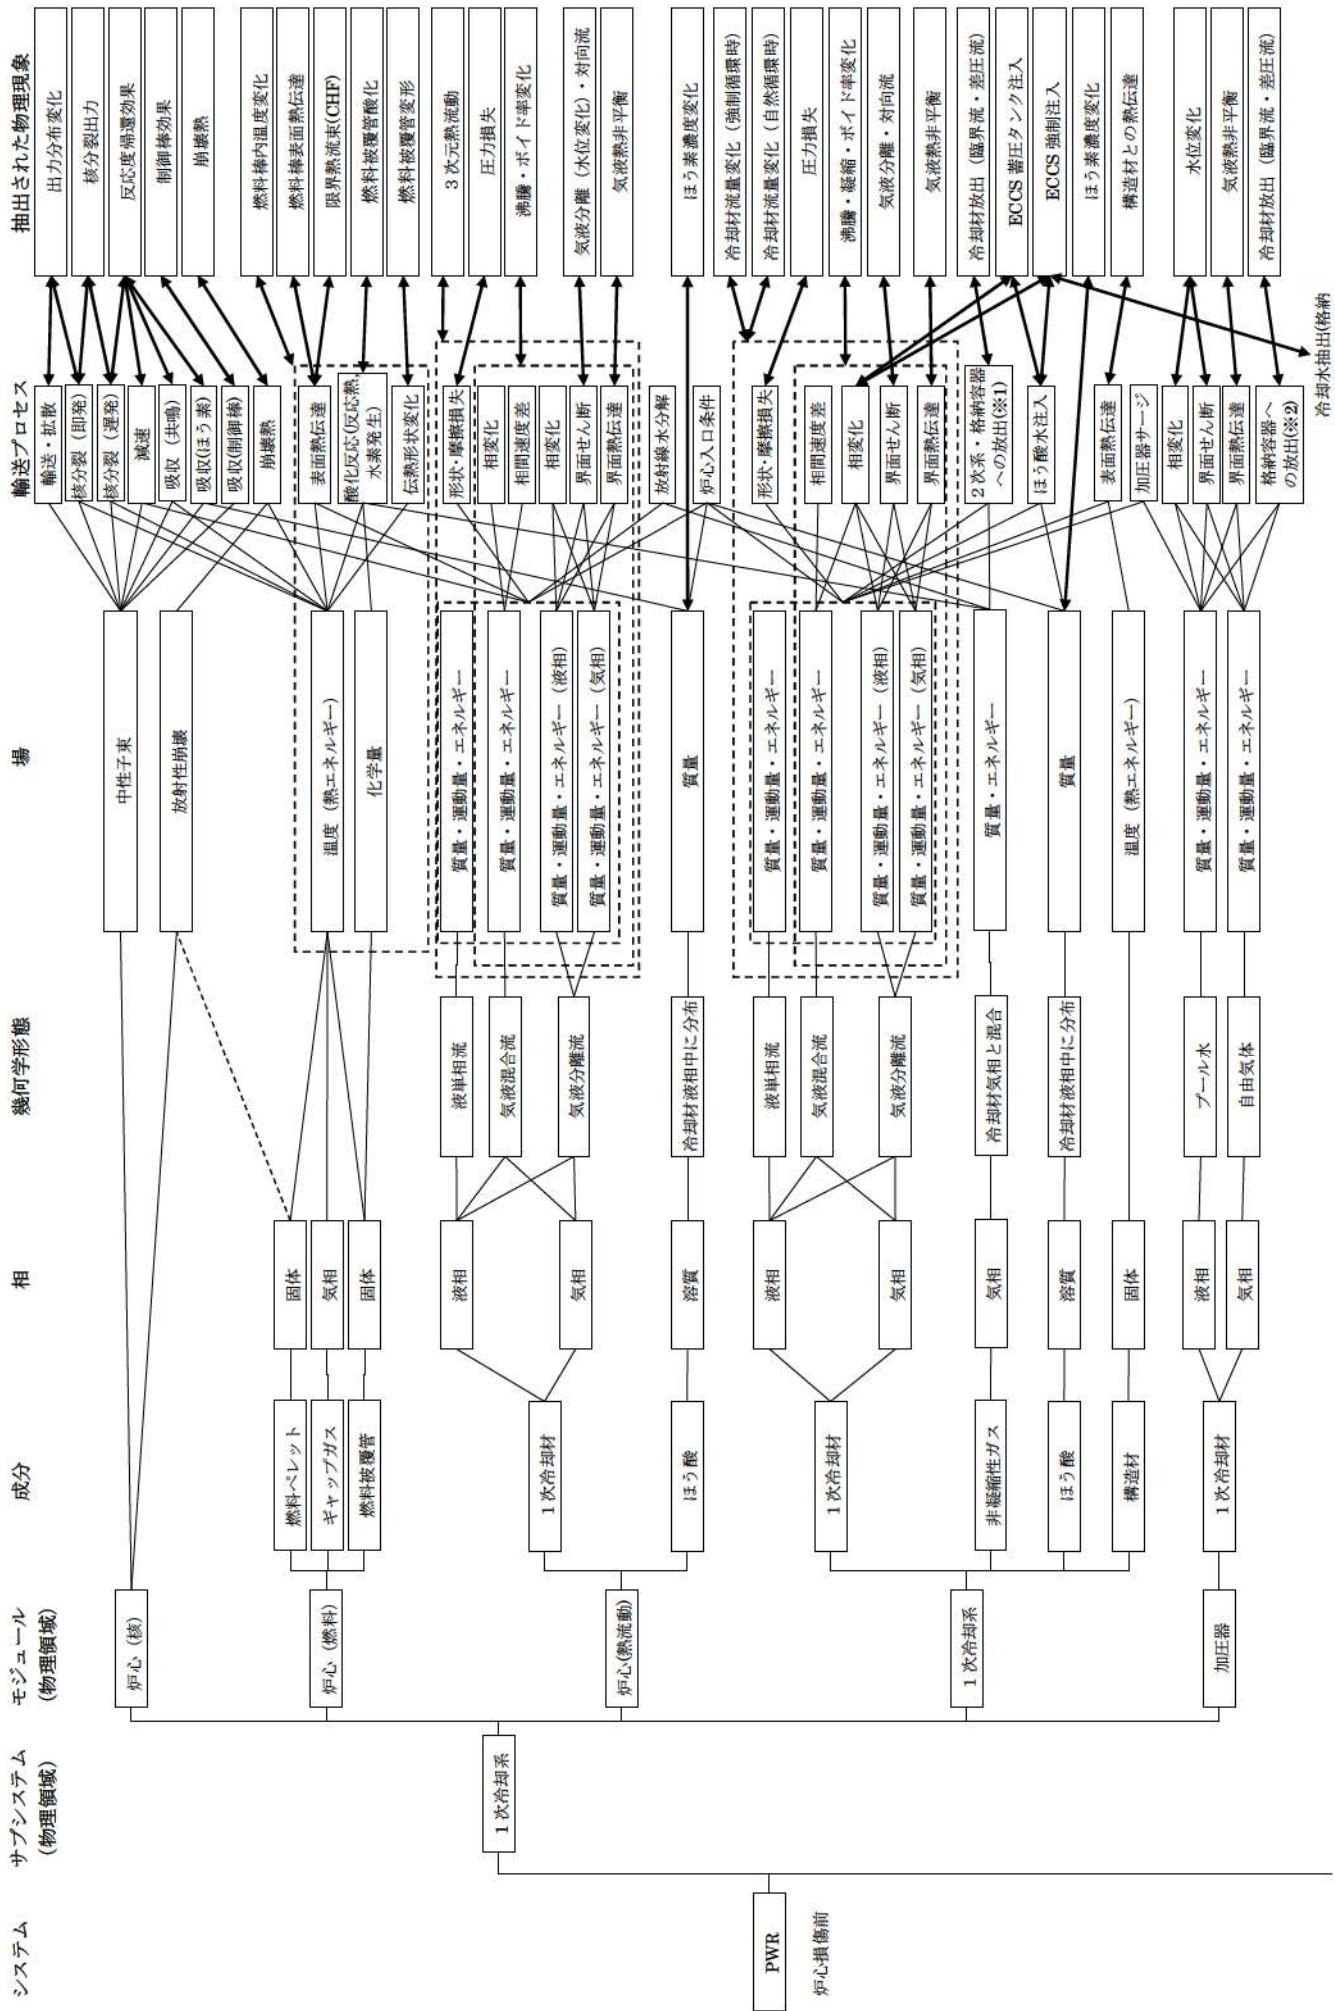 システム
サブシステム
(物理領域)
モジュール
(物理領域)
成分
相
幾何学形態
場
輸送プロセス
抽出された物理現象
PWR
炉心損傷前
1次冷却系
炉心(核)
炉心(燃料)
炉心(熱流動)
1次冷却系
加圧器
燃料ペレット
ギャップガス
燃料被覆管
1次冷却材
ほう酸
1次冷却材
非凝縮性ガス
ほう酸
構造材
1次冷却材
固体
気相
固体
液相
気相
溶質
液相
気相
気相
溶質
固体
液相
気相
液単相流
気液混合流
気液分離流
冷却材液相中に分布
液単相流
気液混合流
気液分離流
冷却材気相と混合
冷却材液相中に分布
プール水
自由気体
中性子束
放射性崩壊
温度(熱エネルギー)
化学量
質量・運動量・エネルギー
質量・運動量・エネルギー
質量・運動量・エネルギー(液相)
質量・運動量・エネルギー(気相)
質量
質量・運動量・エネルギー
質量・運動量・エネルギー
質量・運動量・エネルギー(液相)
質量・運動量・エネルギー(気相)
質量・エネルギー
質量
温度(熱エネルギー)
質量・運動量・エネルギー
質量・運動量・エネルギー
輸送・拡散
核分裂(即発)
核分裂(遅発)
減速
吸収(共鳴)
吸収(ほう素)
吸収(制御棒)
崩壊熱
表面熱伝達
酸化反応(反応熱,
水素発生)
伝熱形状変化
形状・摩擦損失
相変化
相間速度差
相変化
界面せん断
界面熱伝達
放射線水分解
炉心入口条件
形状・摩擦損失
相間速度差
相変化
界面せん断
界面熱伝達
2次系・格納容器
への放出(※1)
ほう酸水注入
表面熱伝達
加圧器サージ
相変化
界面せん断
界面熱伝達
格納容器へ
の放出(※2)
出力分布変化
核分裂出力
反応度帰還効果
制御棒効果
崩壊熱
燃料棒内温度変化
燃料棒表面熱伝達
限界熱流束(CHF)
燃料被覆管酸化
燃料被覆管変形
3次元熱流動
圧力損失
沸騰・ボイド率変化
気液分離(水位変化)・対向流
気液熱非平衡
ほう素濃度変化
冷却材流量変化(強制循環時)
冷却材流量変化(自然循環時)
圧力損失
沸騰・凝縮・ボイド率変化
気液分離・対向流
気液熱非平衡
冷却材放出(臨界流・差圧流)
ECCS 蓄圧タンク注入
ECCS 強制注入
ほう素濃度変化
構造材との熱伝達
水位変化
気液熱非平衡
冷却材放出(臨界流・差圧流)
冷却水抽出(格納